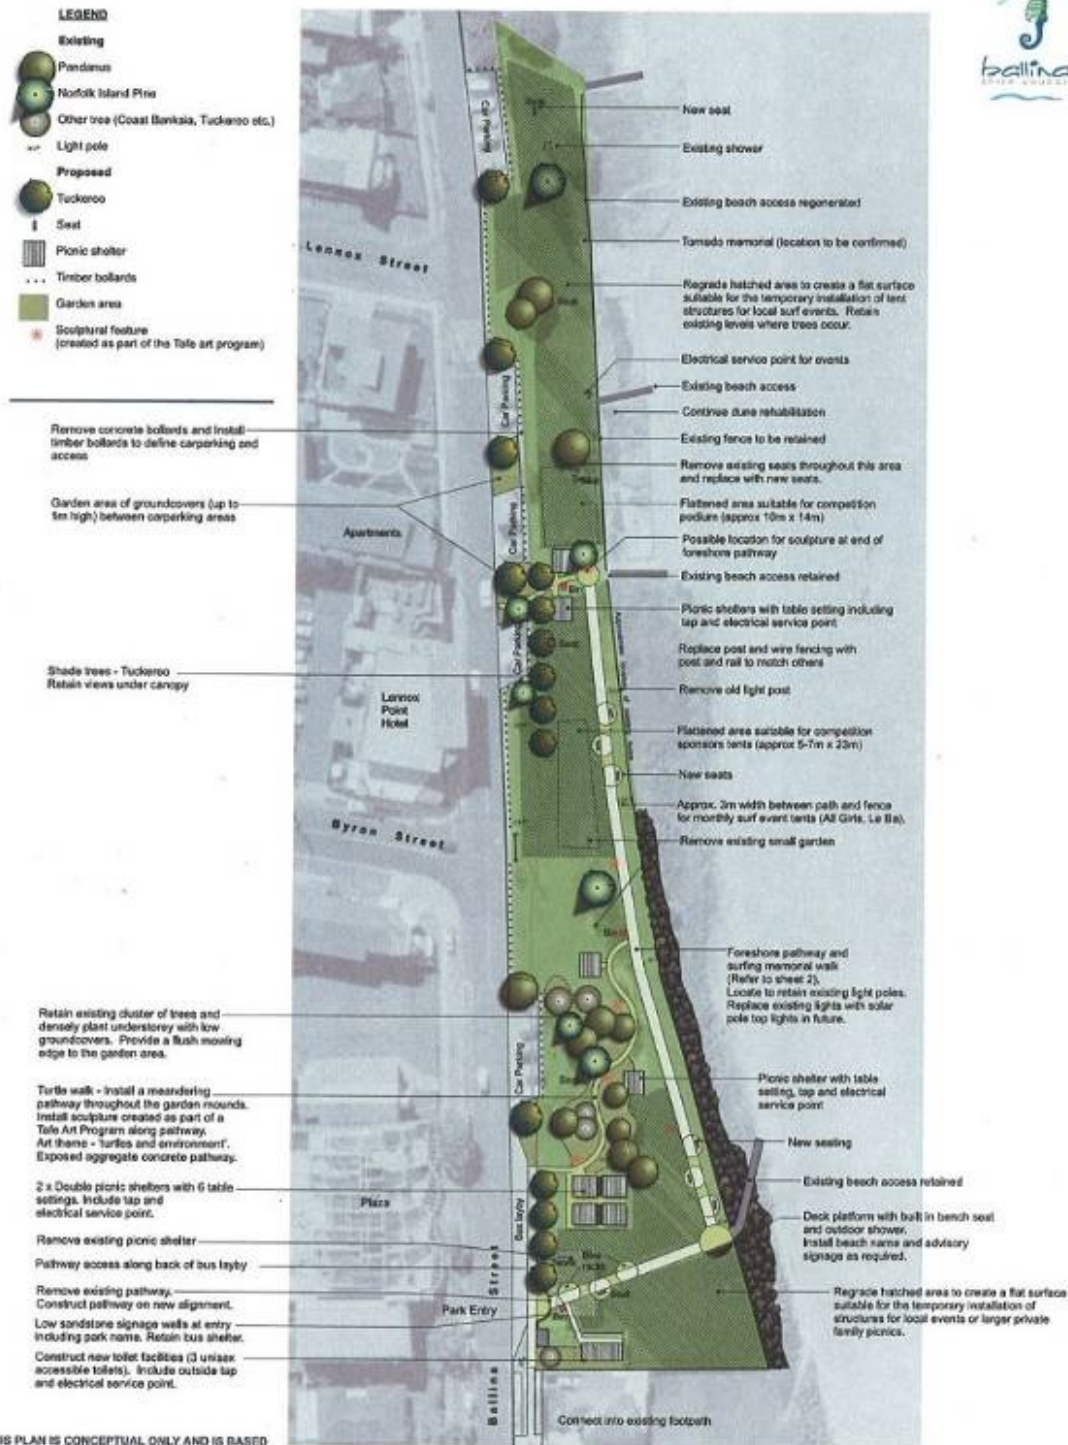 LEGEND
Existing
Pandanus
Norfolk Island Pine
Other tree (Coast Banksia, Tuckeroo etc.)
Light pole
Proposed
Tuckeroo
Seat
Picnic shelter
Timber bollards
Garden area
Sculptural feature
(created as part of the Tafe art program)
Remove concrete bollards and install
timber bollards to define carparking and
access
Garden area of groundcovers (up to
1m high) between carparking areas
Shade trees - Tuckeroo
Retain views under canopy
Retain existing cluster of trees and
densely plant understorey with low
groundcovers. Provide a flush mowing
edge to the garden area.
Turtle walk - Install a meandering
pathway throughout the garden mounds.
Install sculpture created as part of a
Tafe Art Program along pathway.
Art theme - 'turtles and environment'.
Exposed aggregate concrete pathway.
2 x Double picnic shelters with 6 table
settings. Include tap and
electrical service point.
Remove existing picnic shelter
Pathway access along back of bus layby
Remove existing pathway.
Construct pathway on new alignment.
Low sandstone signage walls at entry
including park name. Retain bus shelter.
Construct new toilet facilities (3 unisex
accessible toilets). Include outside tap
and electrical service point.
IS PLAN IS CONCEPTUAL ONLY AND IS BASED
Lennox Street
Apartments
Lennox
Point
Hotel
Byron Street
Plaza
Park Entry
Ballina Street
Car Parking
Car Parking
Car Parking
Car Parking
Car Parking
Bus layby
Seat
Bike
racks
Seat
ballina
shire council
New seat
Existing shower
Existing beach access regenerated
Tornado memorial (location to be confirmed)
Regrade hatched area to create a flat surface
suitable for the temporary installation of tent
structures for local surf events. Retain
existing levels where trees occur.
Electrical service point for events
Existing beach access
Continue dune rehabilitation
Existing fence to be retained
Remove existing seats throughout this area
and replace with new seats.
Flattened area suitable for competition
podium (approx 10m x 14m)
Possible location for sculpture at end of
foreshore pathway
Existing beach access retained
Picnic shelters with table setting including
tap and electrical service point
Replace post and wire fencing with
post and rail to match others
Remove old light post
Flattened area suitable for competition
sponsors tents (approx 5-7m x 23m)
New seats
Approx. 3m width between path and fence
for monthly surf event tents (All Girls, Le Ba).
Remove existing small garden
Foreshore pathway and
surfing memorial walk
(Refer to sheet 2).
Locate to retain existing light poles.
Replace existing lights with solar
pole top lights in future.
Picnic shelter with table
setting, tap and electrical
service point
New seating
Existing beach access retained
Deck platform with built in bench seat
and outdoor shower.
Install beach name and advisory
signage as required.
Regrade hatched area to create a flat surface
suitable for the temporary installation of
structures for local events or larger private
family picnics.
Connect into existing footpath